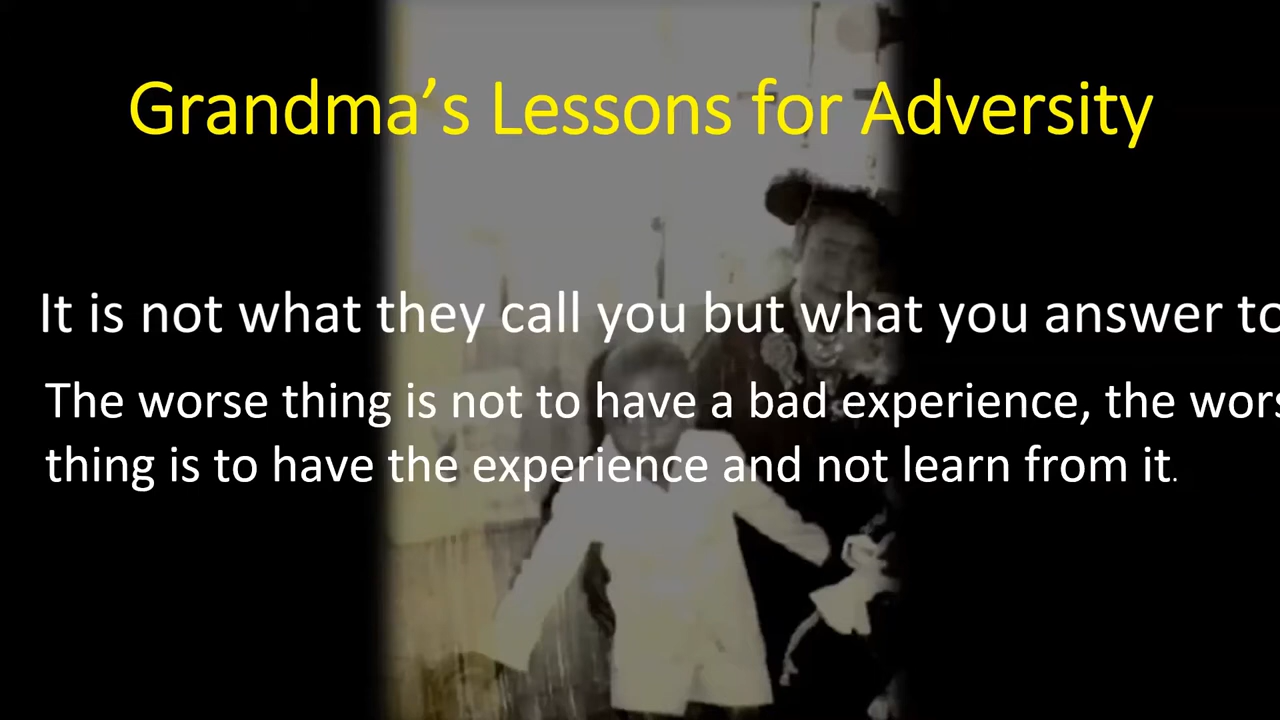 Grandma’s Lessons for Adversity
It is not what they call you but what you answer to
The worse thing is not to have a bad experience, the wors
thing is to have the experience and not learn from it.